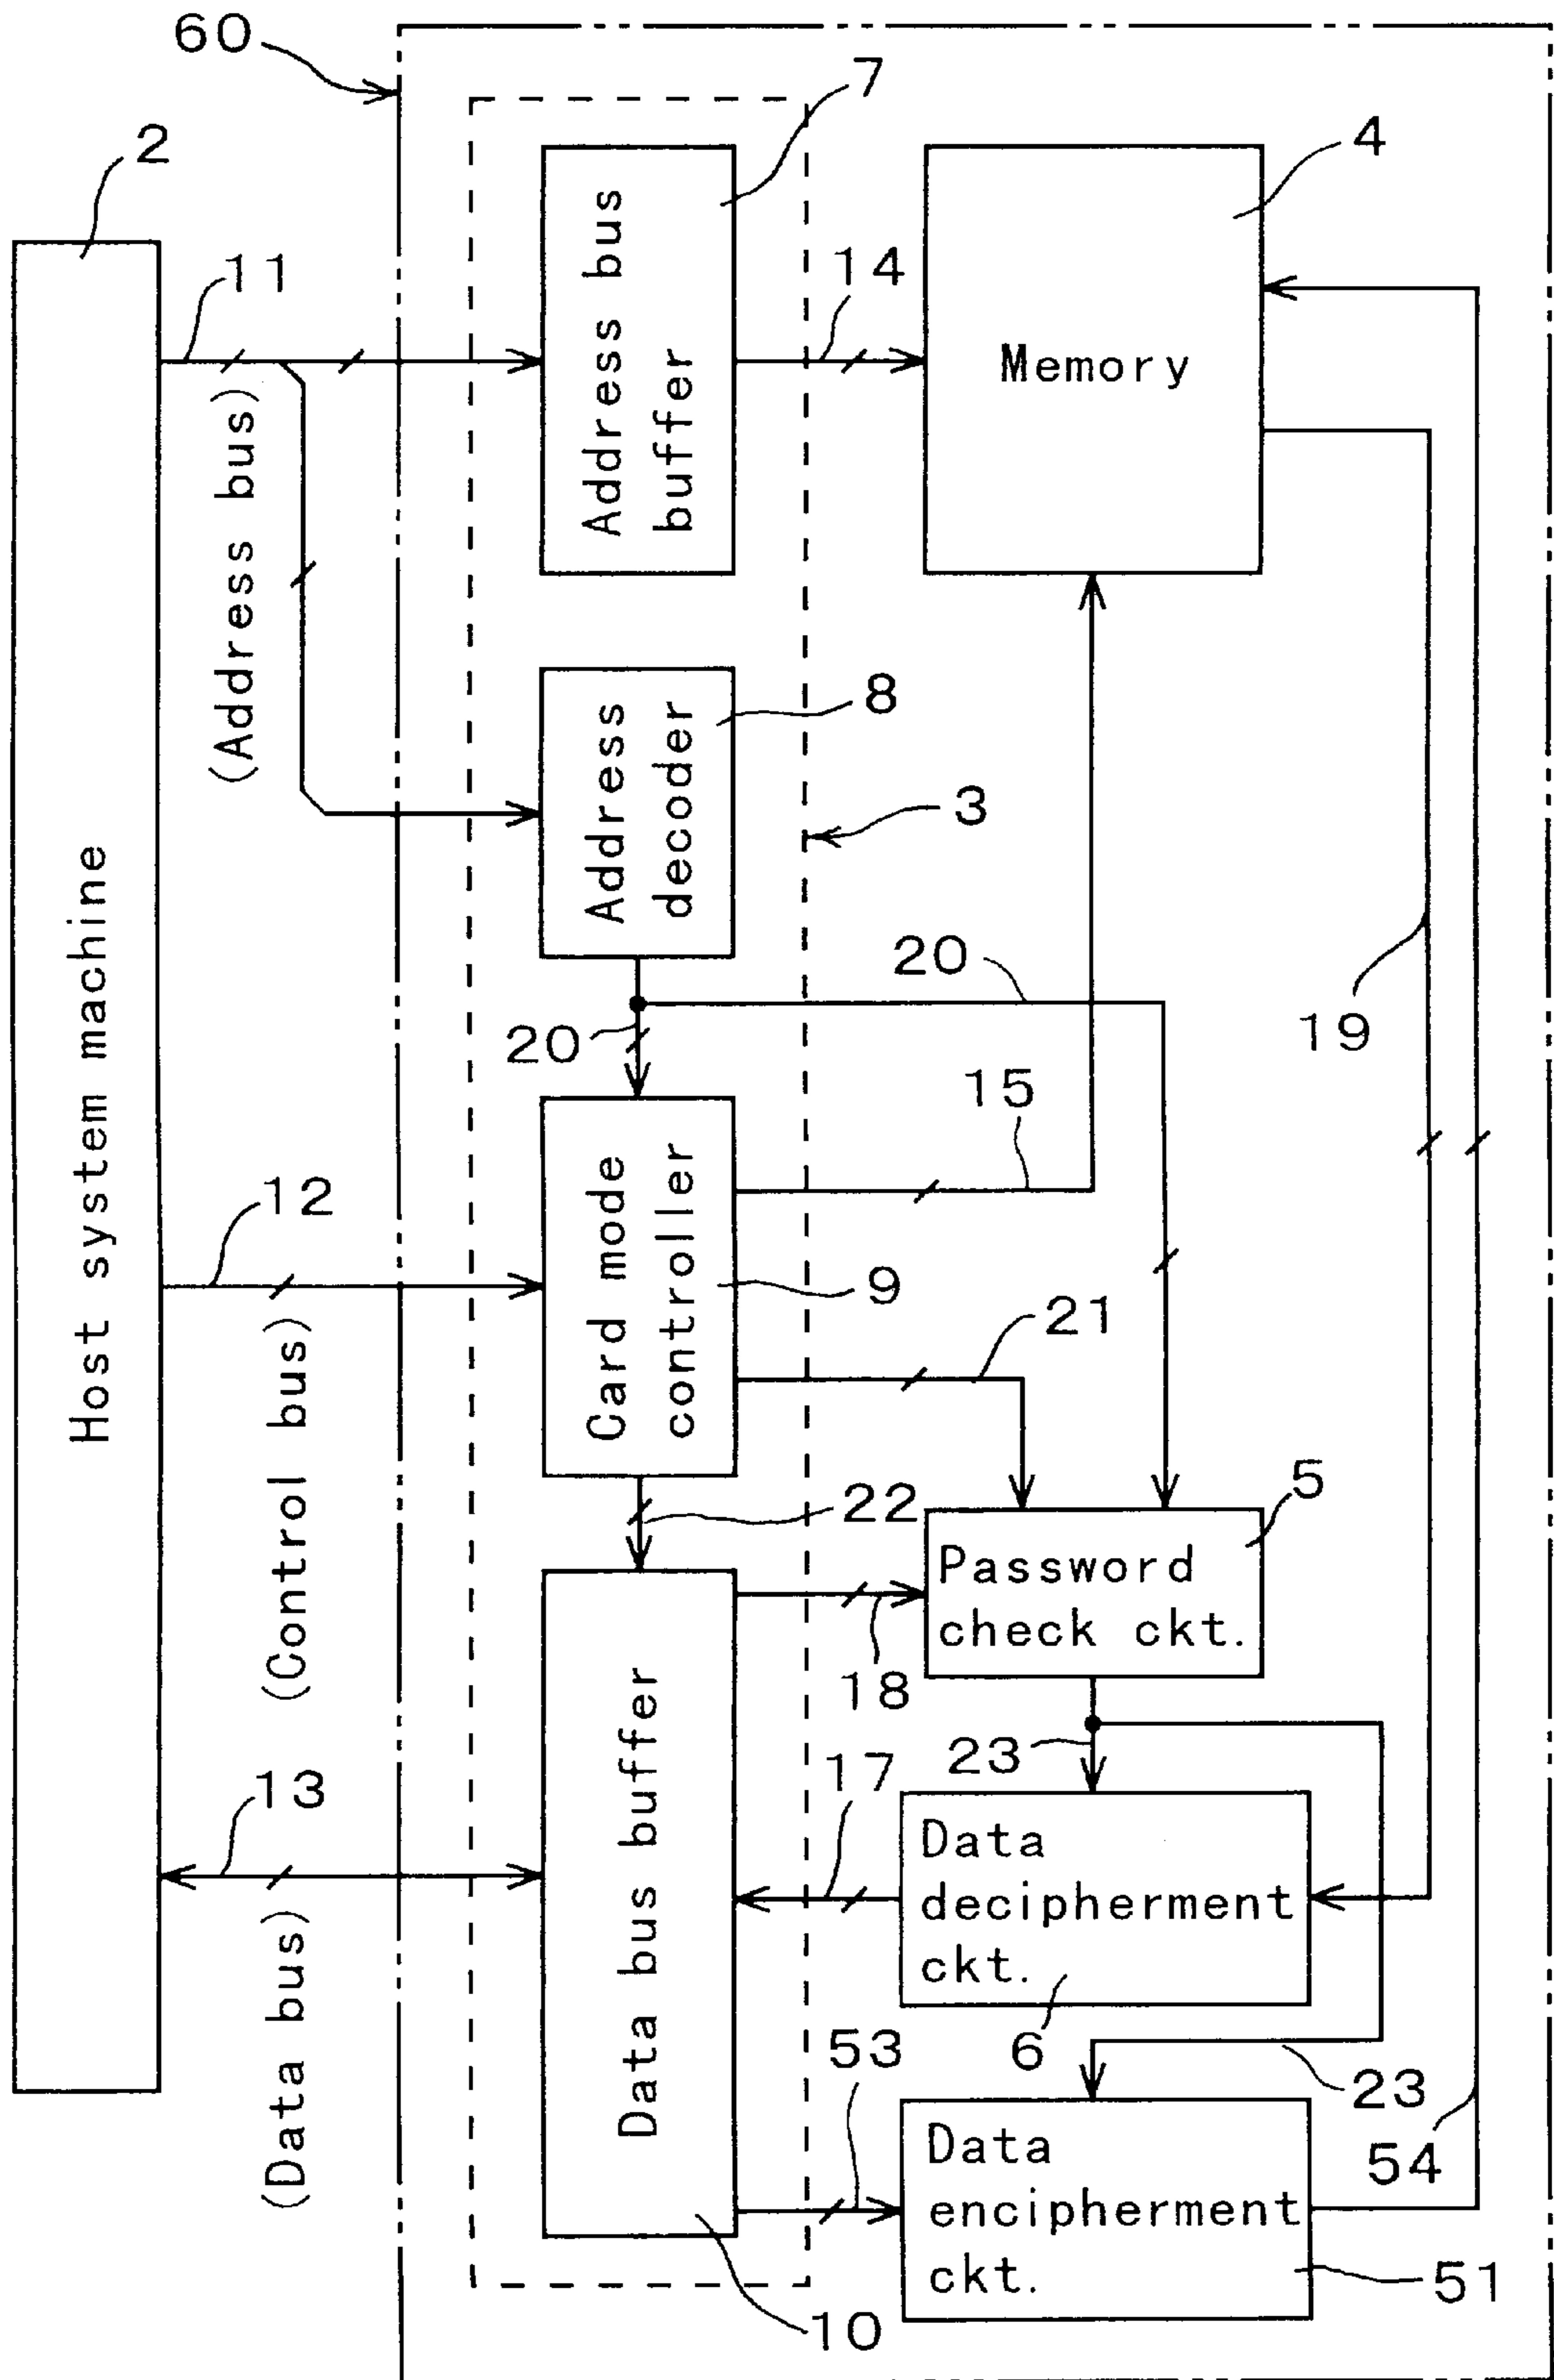 60
7
2
4
11
14
Address bus
buffer
Memory
(Address bus)
8
Address
decoder
3
20
20
19
Host system machine
15
12
Card mode
controller
9
21
(Control bus)
22
5
Password
check ckt.
18
Data bus buffer
23
17
13
Data
decipherment
ckt.
6
(Data bus)
53
23
54
Data
encipherment
ckt.
51
10